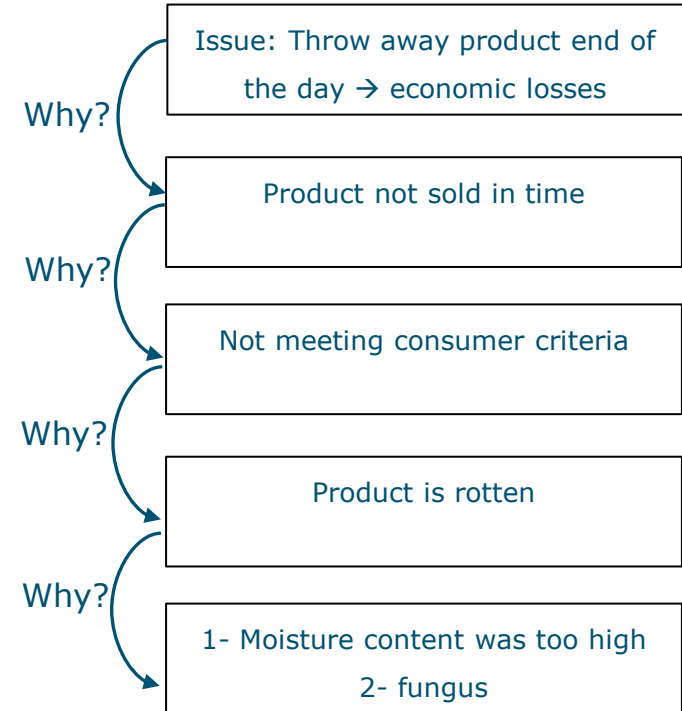 Issue: Throw away product end of
the day → economic losses
Why?
Product not sold in time
Why?
Not meeting consumer criteria
Why?
Product is rotten
Why?
1- Moisture content was too high
2- fungus